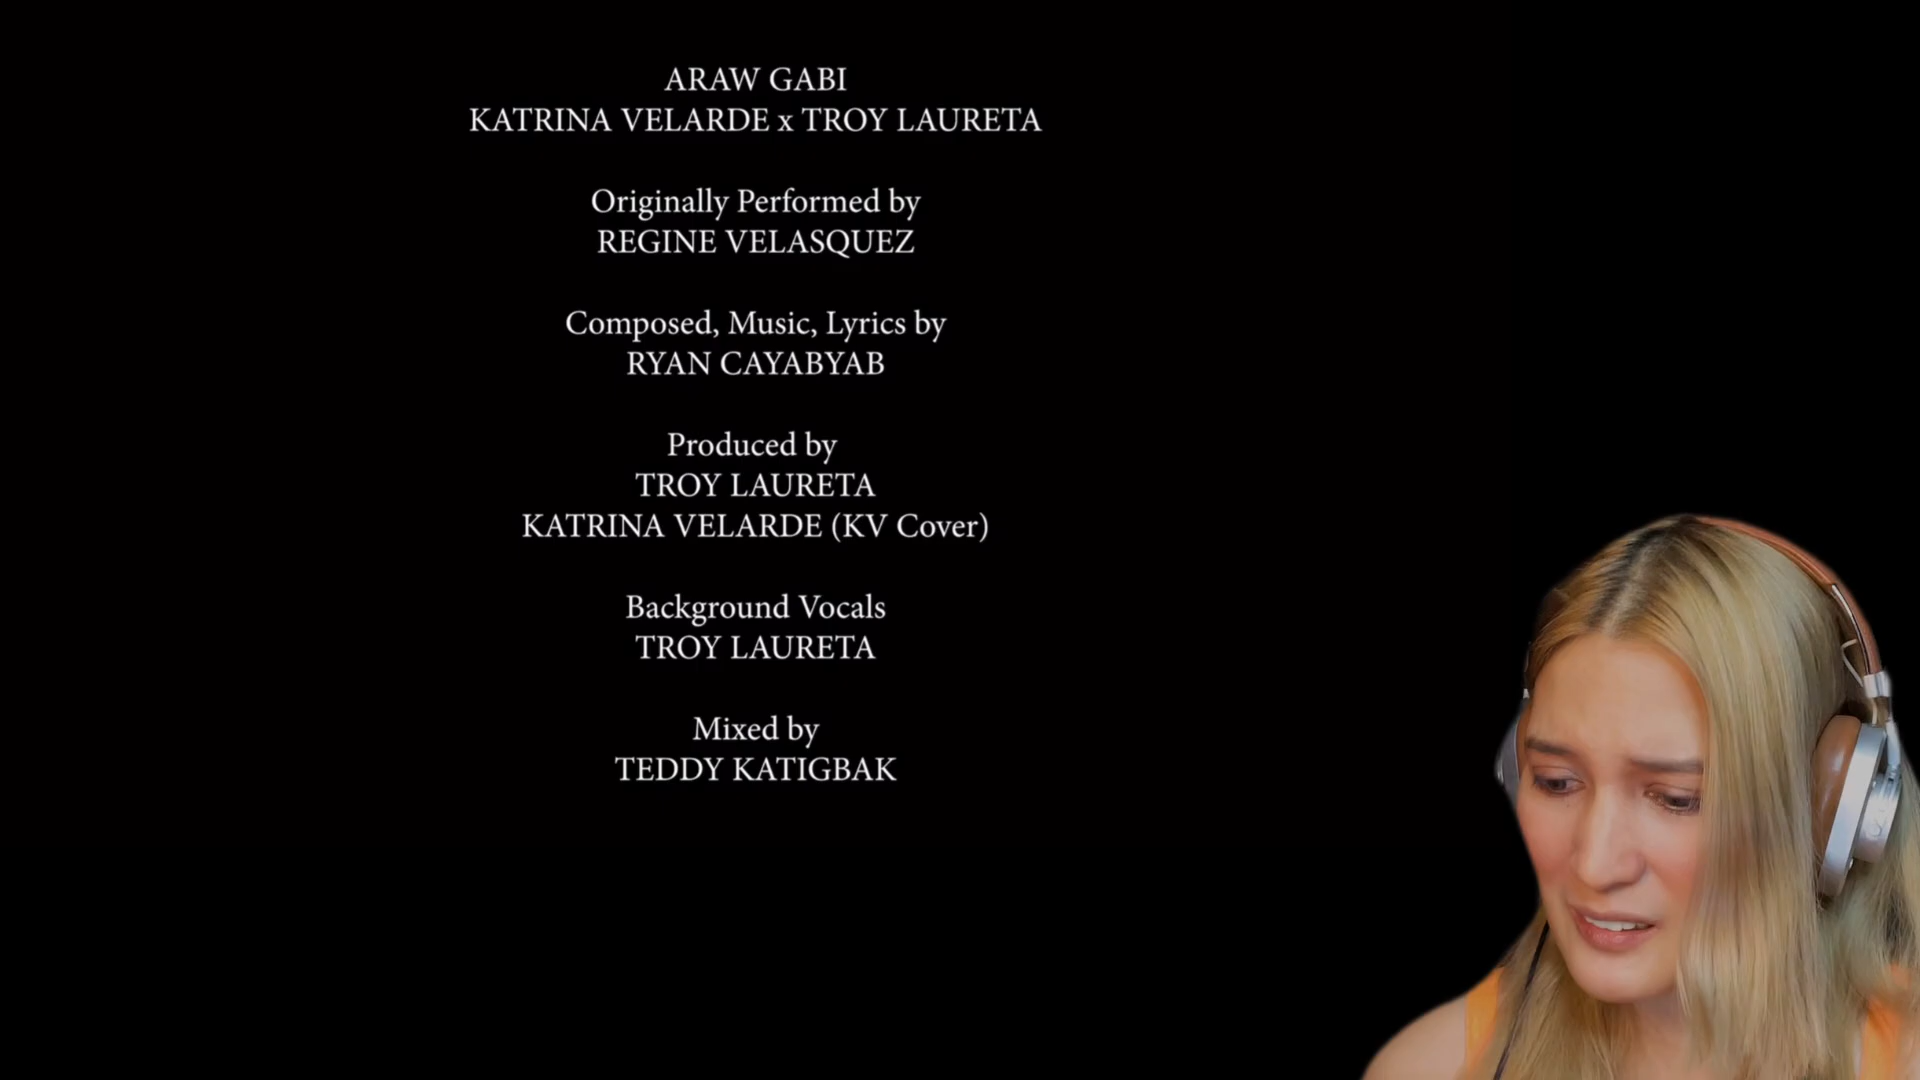 ARAW GABI
KATRINA VELARDE x TROY LAURETA
Originally Performed by
REGINE VELASQUEZ
Composed, Music, Lyrics by
RYAN CAYABYAB
Produced by
TROY LAURETA
KATRINA VELARDE (KV Cover)
Background Vocals
TROY LAURETA
Mixed by
TEDDY KATIGBAK